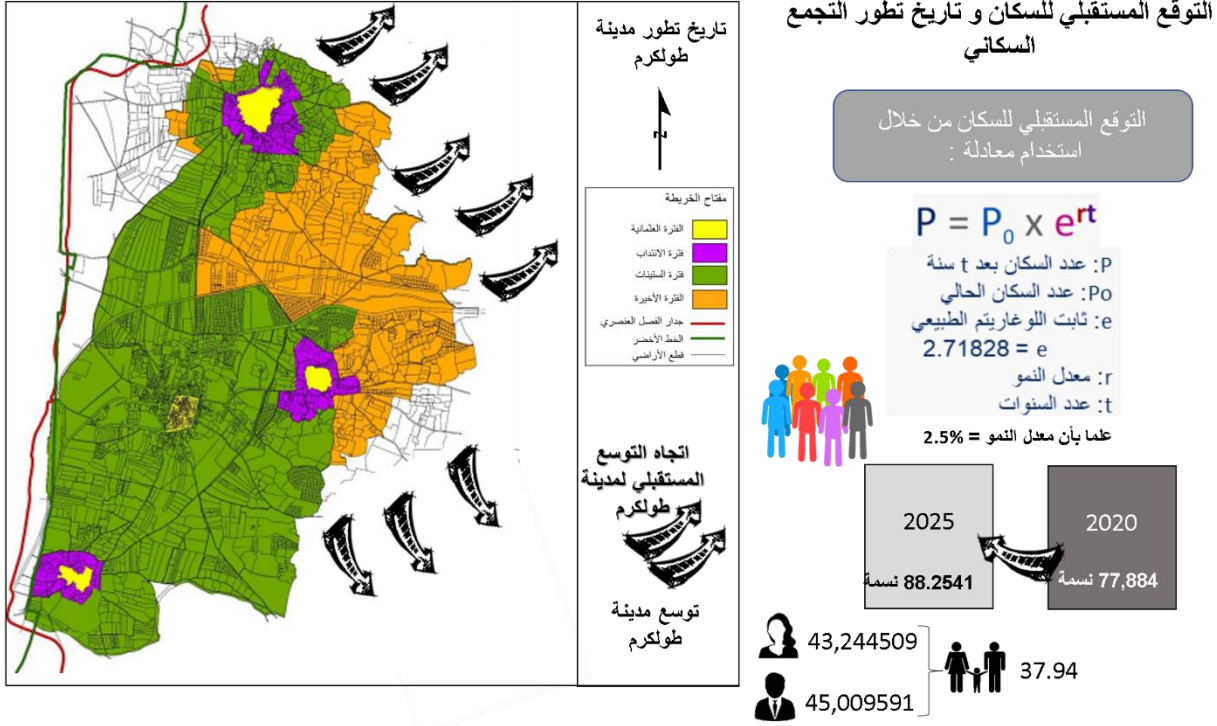 التوقع المستقبلي للسكان و تاريخ تطور التجمع
السكاني
التوقع المستقبلي للسكان من خلال
استخدام معادلة :
P = P₀ x eʳᵗ
P: عدد السكان بعد t سنة
Po: عدد السكان الحالي
e: ثابت اللوغاريتم الطبيعي
2.71828 = e
r: معدل النمو
t: عدد السنوات
علما بأن معدل النمو = 2.5%
2020
77,884 نسمة
2025
88.2541 نسمة
43,244509
45,009591
37.94
تاريخ تطور مدينة
طولكرم
N
مفتاح الخريطة
الفترة العثمانية
فترة الانتداب
فترة الستينات
الفترة الأخيرة
جدار الفصل العنصري
الخط الأخضر
قطع الأراضي
اتجاه التوسع
المستقبلي لمدينة
طولكرم
توسع مدينة
طولكرم